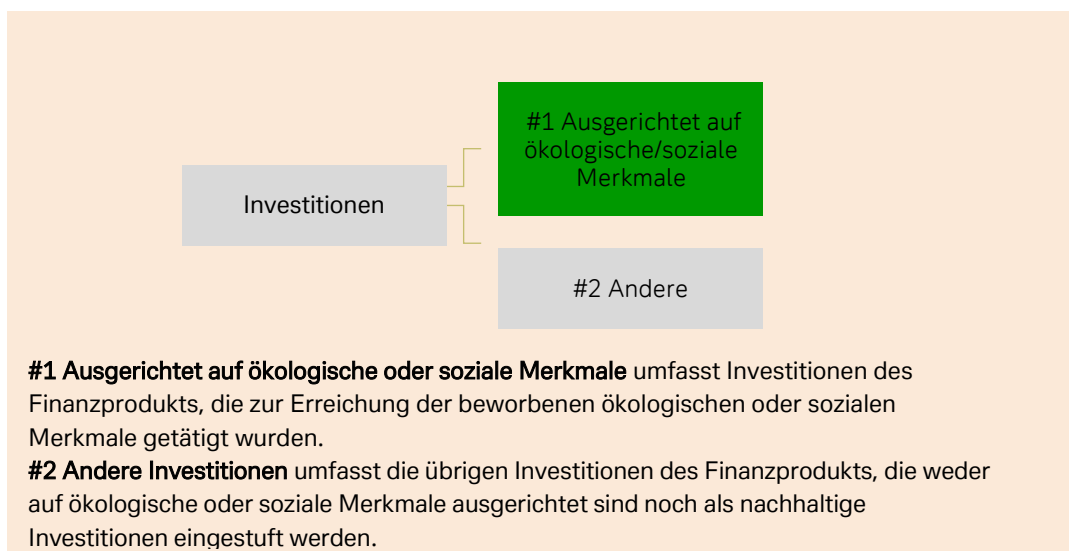 #1 Ausgerichtet auf
ökologische/soziale
Merkmale
Investitionen
#2 Andere
#1 Ausgerichtet auf ökologische oder soziale Merkmale umfasst Investitionen des
Finanzprodukts, die zur Erreichung der beworbenen ökologischen oder sozialen
Merkmale getätigt wurden.
#2 Andere Investitionen umfasst die übrigen Investitionen des Finanzprodukts, die weder
auf ökologische oder soziale Merkmale ausgerichtet sind noch als nachhaltige
Investitionen eingestuft werden.